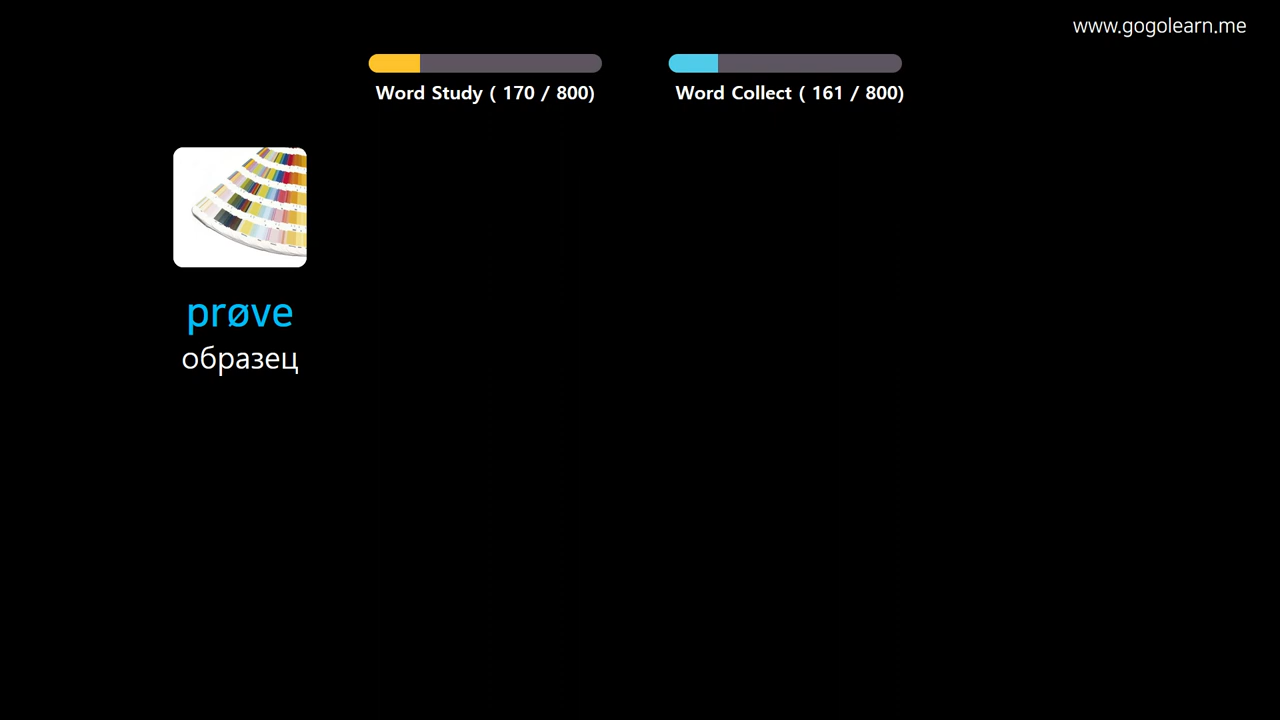 www.gogolearn.me
Word Study ( 170 / 800)
Word Collect ( 161 / 800)
prøve
образец